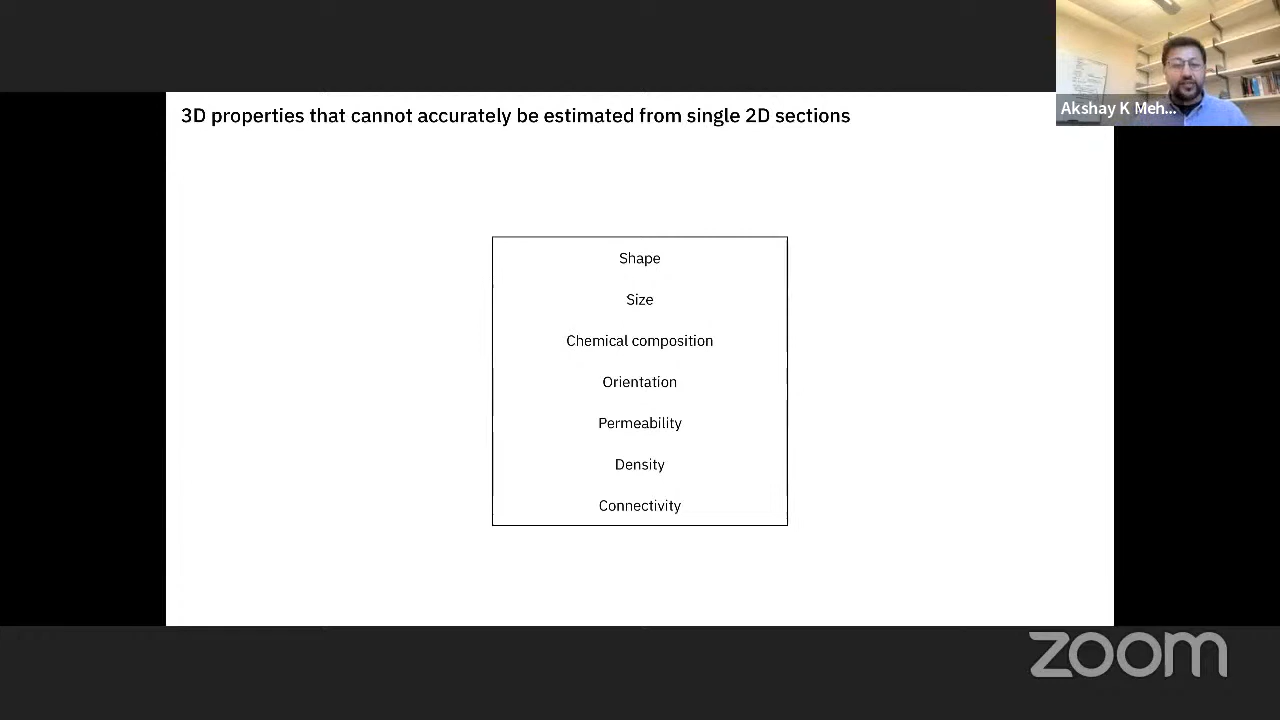 3D properties that cannot accurately be estimated from single 2D sections
Akshay K Meh...
Shape
Size
Chemical composition
Orientation
Permeability
Density
Connectivity
zoom